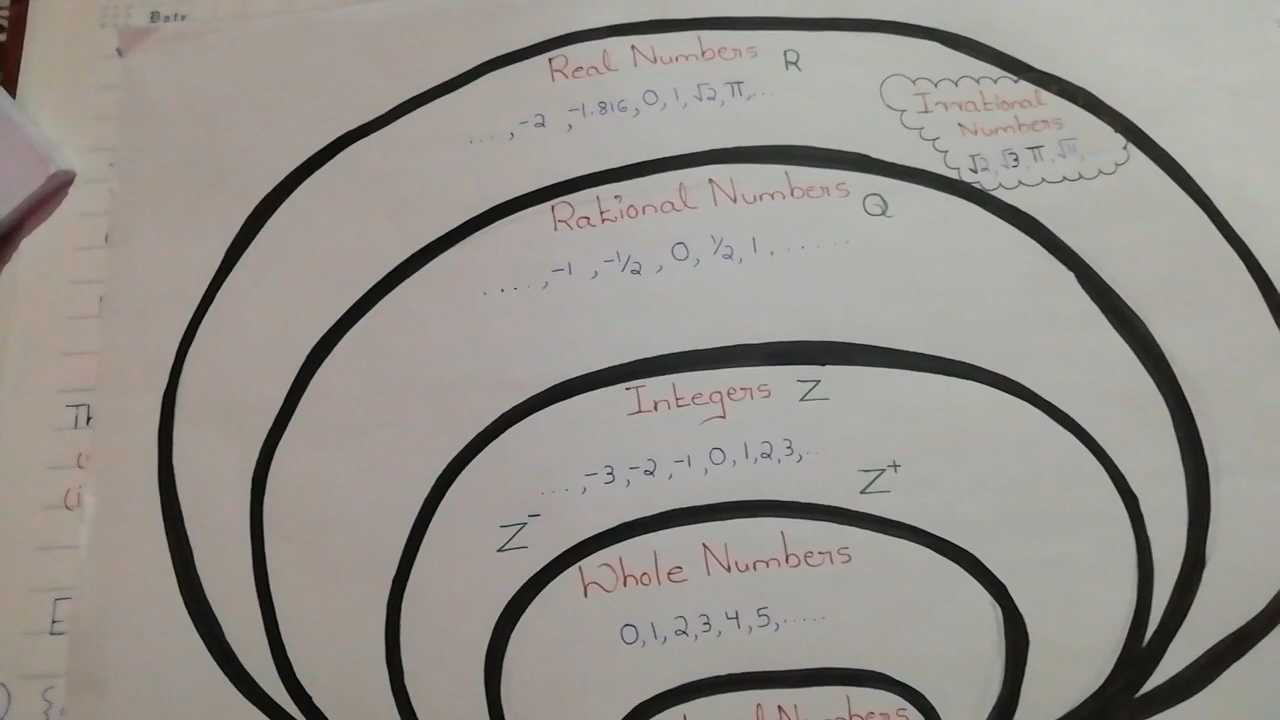 Date
Real Numbers R
...., -2 , -1.816, 0, 1, √2, π, ...
Irrational
Numbers
√2, √3 π,
Rational Numbers Q
....., -1 , -1/2 , 0, 1/2, 1, ......
Integers Z
...., -3, -2, -1, 0, 1, 2, 3, ...
Z+
Z-
Whole Numbers
0, 1, 2, 3, 4, 5, .....
Numbers
Th
E